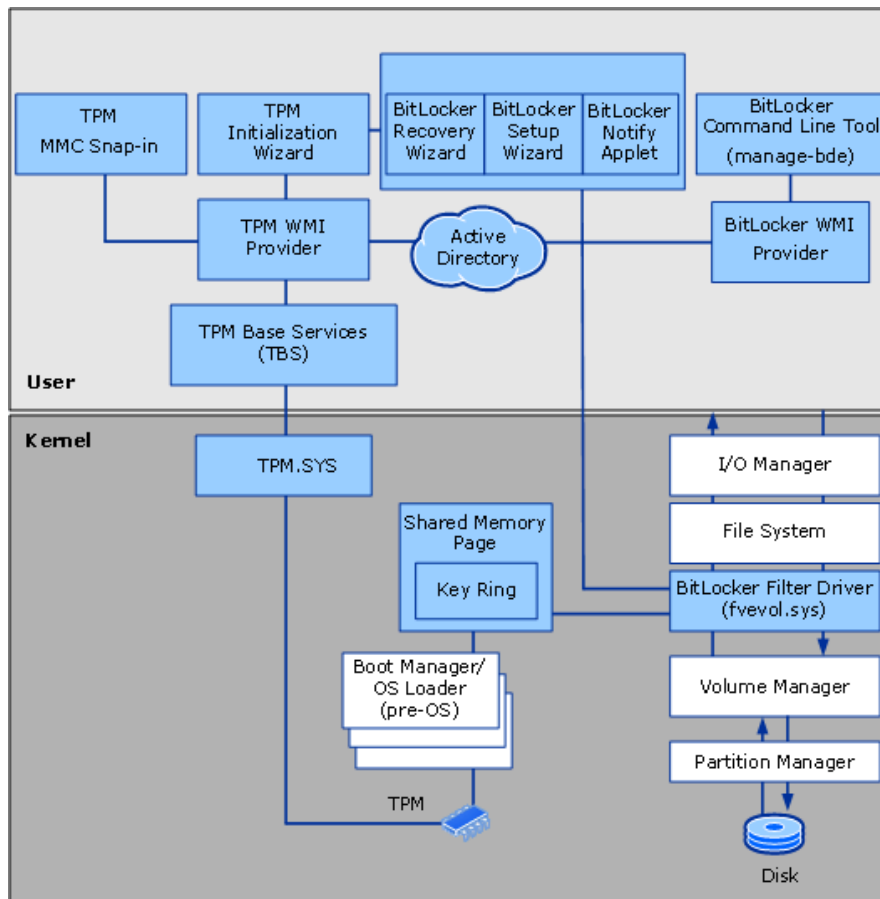 TPM
MMC Snap-in
TPM
Initialization
Wizard
BitLocker
Recovery
Wizard
BitLocker
Setup
Wizard
BitLocker
Notify
Applet
BitLocker
Command Line Tool
(manage-bde)
TPM WMI
Provider
Active
Directory
BitLocker WMI
Provider
TPM Base Services
(TBS)
User
Kernel
TPM.SYS
I/O Manager
Shared Memory
Page
Key Ring
File System
BitLocker Filter Driver
(fvevol.sys)
Boot Manager/
OS Loader
(pre-OS)
Volume Manager
Partition Manager
TPM
Disk